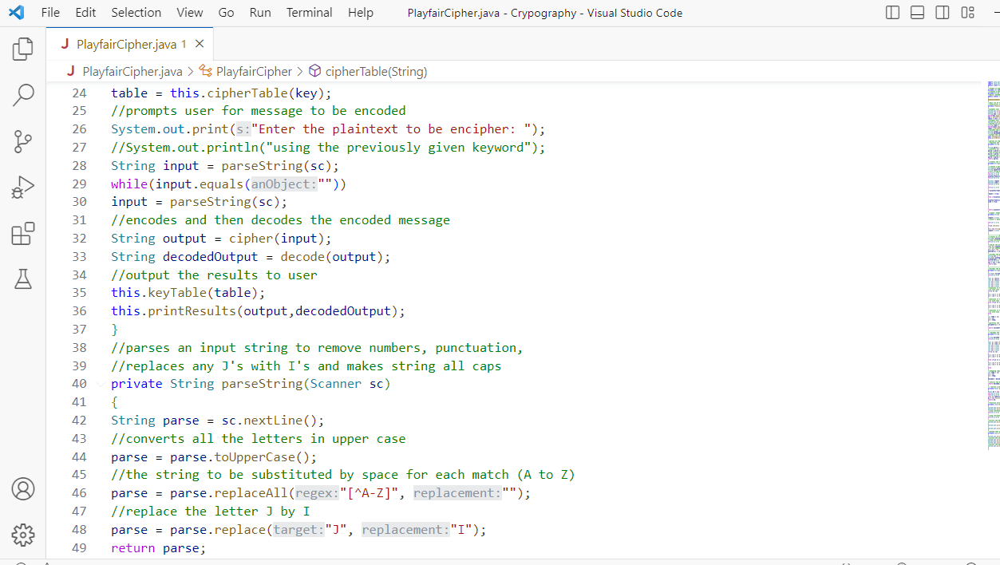 File Edit Selection View Go Run Terminal Help PlayfairCipher.java - Crypography - Visual Studio Code
J PlayfairCipher.java 1 ×
J PlayfairCipher.java > PlayfairCipher > cipherTable(String)
24 table = this.cipherTable(key);
25 //prompts user for message to be encoded
26 System.out.print(s:"Enter the plaintext to be encipher: ");
27 //System.out.println("using the previously given keyword");
28 String input = parseString(sc);
29 while(input.equals(anObject:""))
30 input = parseString(sc);
31 //encodes and then decodes the encoded message
32 String output = cipher(input);
33 String decodedOutput = decode(output);
34 //output the results to user
35 this.keyTable(table);
36 this.printResults(output,decodedOutput);
37 }
38 //parses an input string to remove numbers, punctuation,
39 //replaces any J's with I's and makes string all caps
40 private String parseString(Scanner sc)
41 {
42 String parse = sc.nextLine();
43 //converts all the letters in upper case
44 parse = parse.toUpperCase();
45 //the string to be substituted by space for each match (A to Z)
46 parse = parse.replaceAll(regex:"[^A-Z]", replacement:"");
47 //replace the letter J by I
48 parse = parse.replace(target:"J", replacement:"I");
49 return parse;